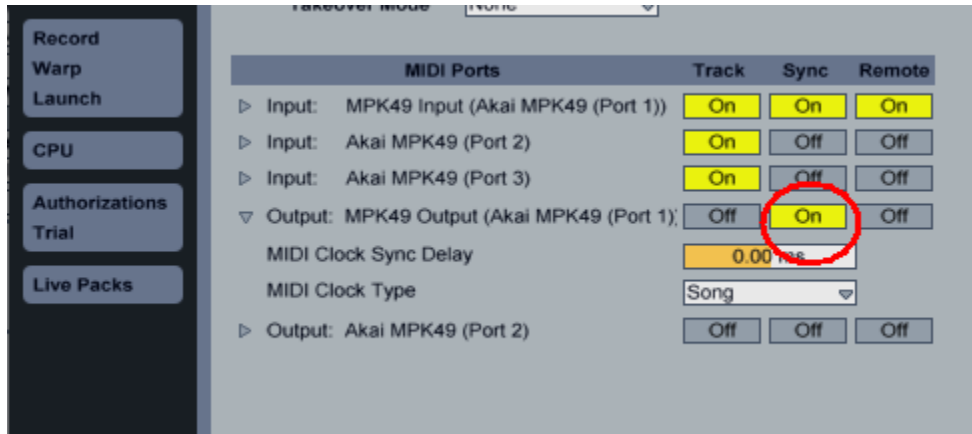 Takeover Mode None
Record
Warp
Launch
CPU
Authorizations
Trial
Live Packs
MIDI Ports Track Sync Remote
Input: MPK49 Input (Akai MPK49 (Port 1)) On On On
Input: Akai MPK49 (Port 2) On Off Off
Input: Akai MPK49 (Port 3) On Off Off
Output: MPK49 Output (Akai MPK49 (Port 1) Off On Off
MIDI Clock Sync Delay 0.00 ms
MIDI Clock Type Song
Output: Akai MPK49 (Port 2) Off Off Off